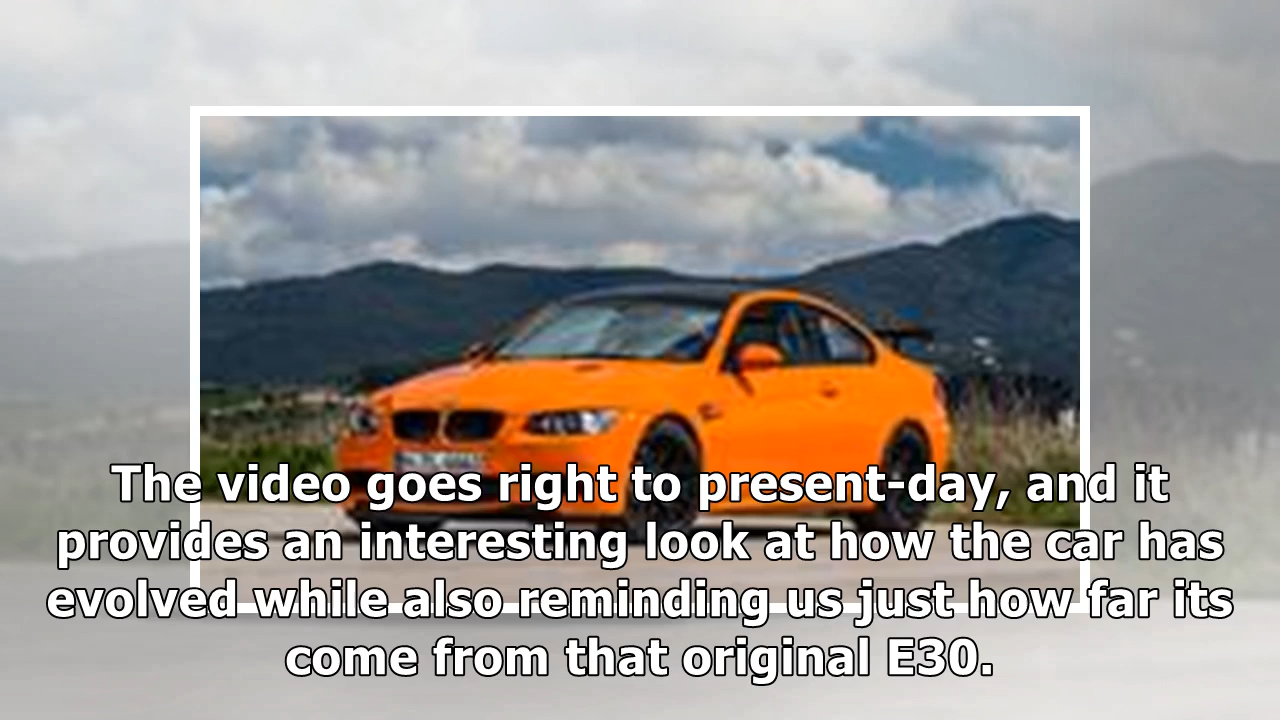 The video goes right to present-day, and it
provides an interesting look at how the car has
evolved while also reminding us just how far its
come from that original E30.